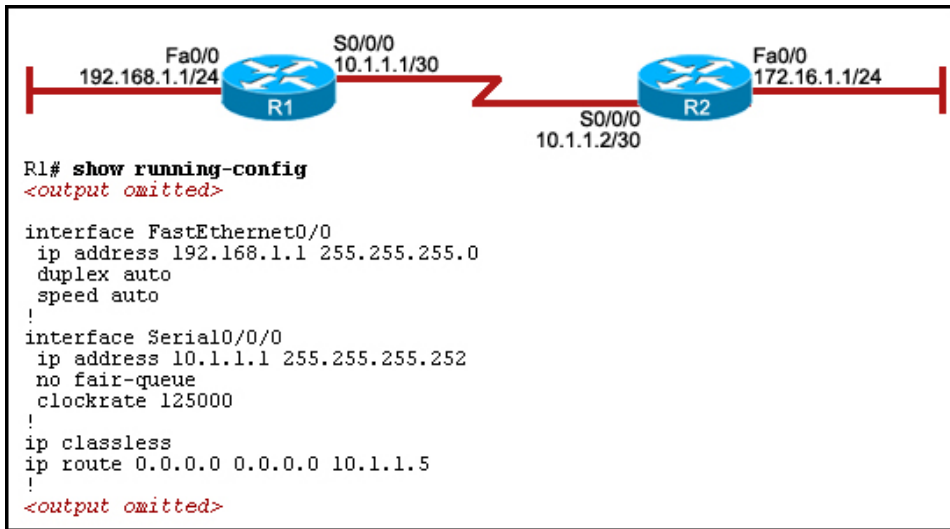 Fa0/0
192.168.1.1/24
S0/0/0
10.1.1.1/30
R1
Fa0/0
172.16.1.1/24
R2
S0/0/0
10.1.1.2/30
R1# show running-config
<output omitted>
interface FastEthernet0/0
ip address 192.168.1.1 255.255.255.0
duplex auto
speed auto
!
interface Serial0/0/0
ip address 10.1.1.1 255.255.255.252
no fair-queue
clockrate 125000
!
ip classless
ip route 0.0.0.0 0.0.0.0 10.1.1.5
!
<output omitted>